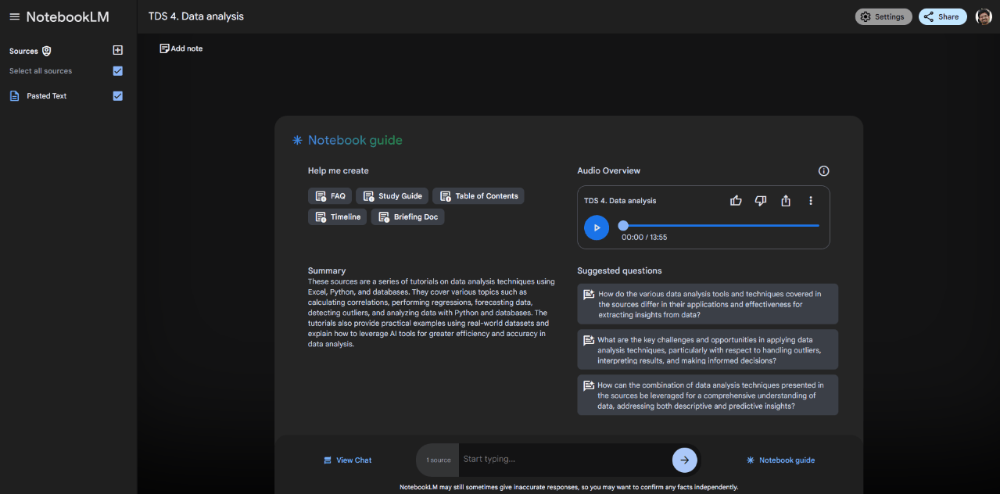 NotebookLM
TDS 4. Data analysis
Settings
Share
Sources
Select all sources
Pasted Text
Add note
Notebook guide
Help me create
FAQ
Study Guide
Table of Contents
Timeline
Briefing Doc
Audio Overview
TDS 4. Data analysis
00:00 / 13:55
Summary
These sources are a series of tutorials on data analysis techniques using
Excel, Python, and databases. They cover various topics such as
calculating correlations, performing regressions, forecasting data,
detecting outliers, and analyzing data with Python and databases. The
tutorials also provide practical examples using real-world datasets and
explain how to leverage AI tools for greater efficiency and accuracy in
data analysis.
Suggested questions
How do the various data analysis tools and techniques covered in
the sources differ in their applications and effectiveness for
extracting insights from data?
What are the key challenges and opportunities in applying data
analysis techniques, particularly with respect to handling outliers,
interpreting results, and making informed decisions?
How can the combination of data analysis techniques presented in
the sources be leveraged for a comprehensive understanding of
data, addressing both descriptive and predictive insights?
View Chat
1 source
Start typing...
Notebook guide
NotebookLM may still sometimes give inaccurate responses, so you may want to confirm any facts independently.